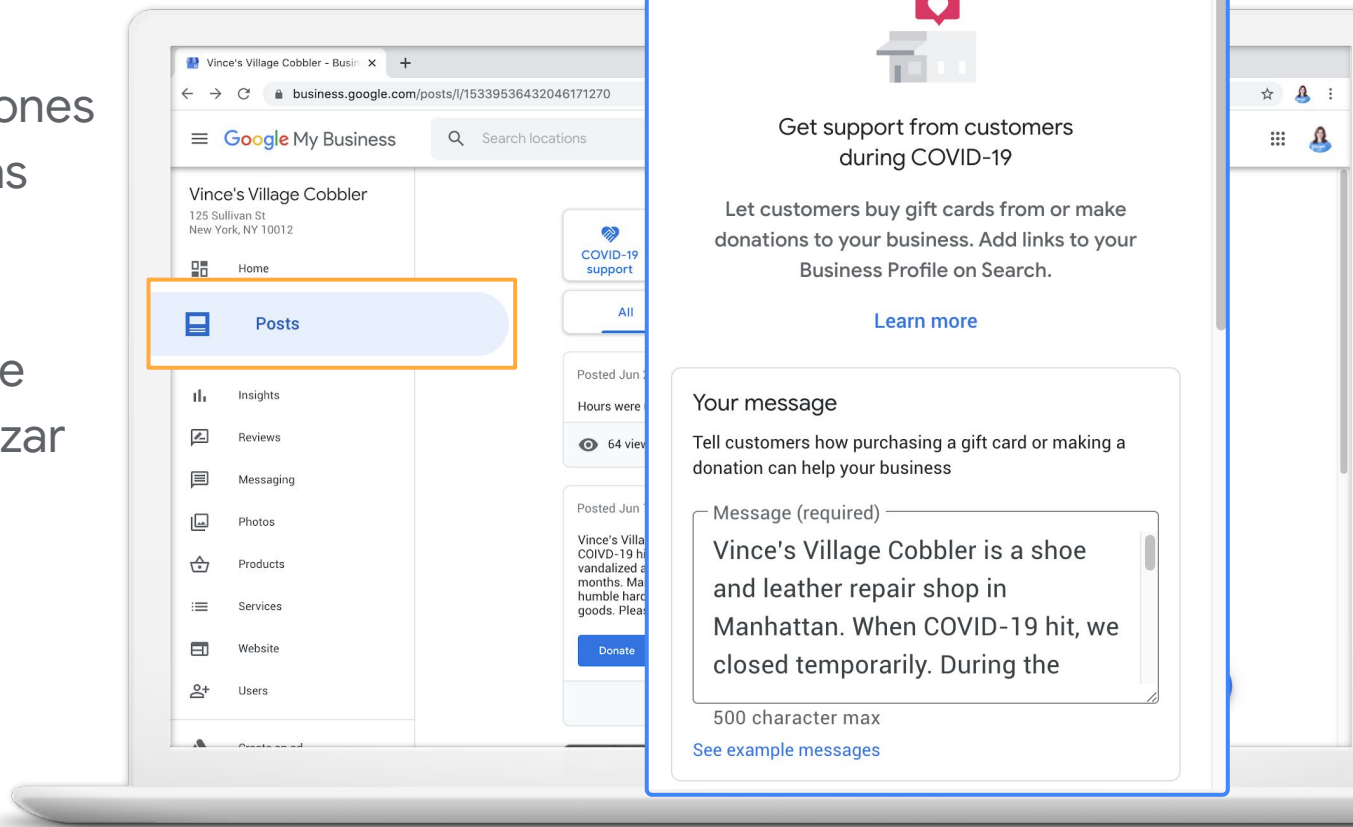 ones
as
e
zar
Vince's Village Cobbler - Busin
business.google.com/posts/l/15339536432046171270
Google My Business
Search locations
Vince's Village Cobbler
125 Sullivan St
New York, NY 10012
Home
Posts
Insights
Reviews
Messaging
Photos
Products
Services
Website
Users
Create an ad
COVID-19
support
All
Posted Jun
Hours were
64 view
Posted Jun
Vince's Villa
COIVD-19 hi
vandalized a
months. Ma
humble hard
goods. Pleas
Donate
Get support from customers
during COVID-19
Let customers buy gift cards from or make
donations to your business. Add links to your
Business Profile on Search.
Learn more
Your message
Tell customers how purchasing a gift card or making a
donation can help your business
Message (required)
Vince's Village Cobbler is a shoe
and leather repair shop in
Manhattan. When COVID-19 hit, we
closed temporarily. During the
500 character max
See example messages